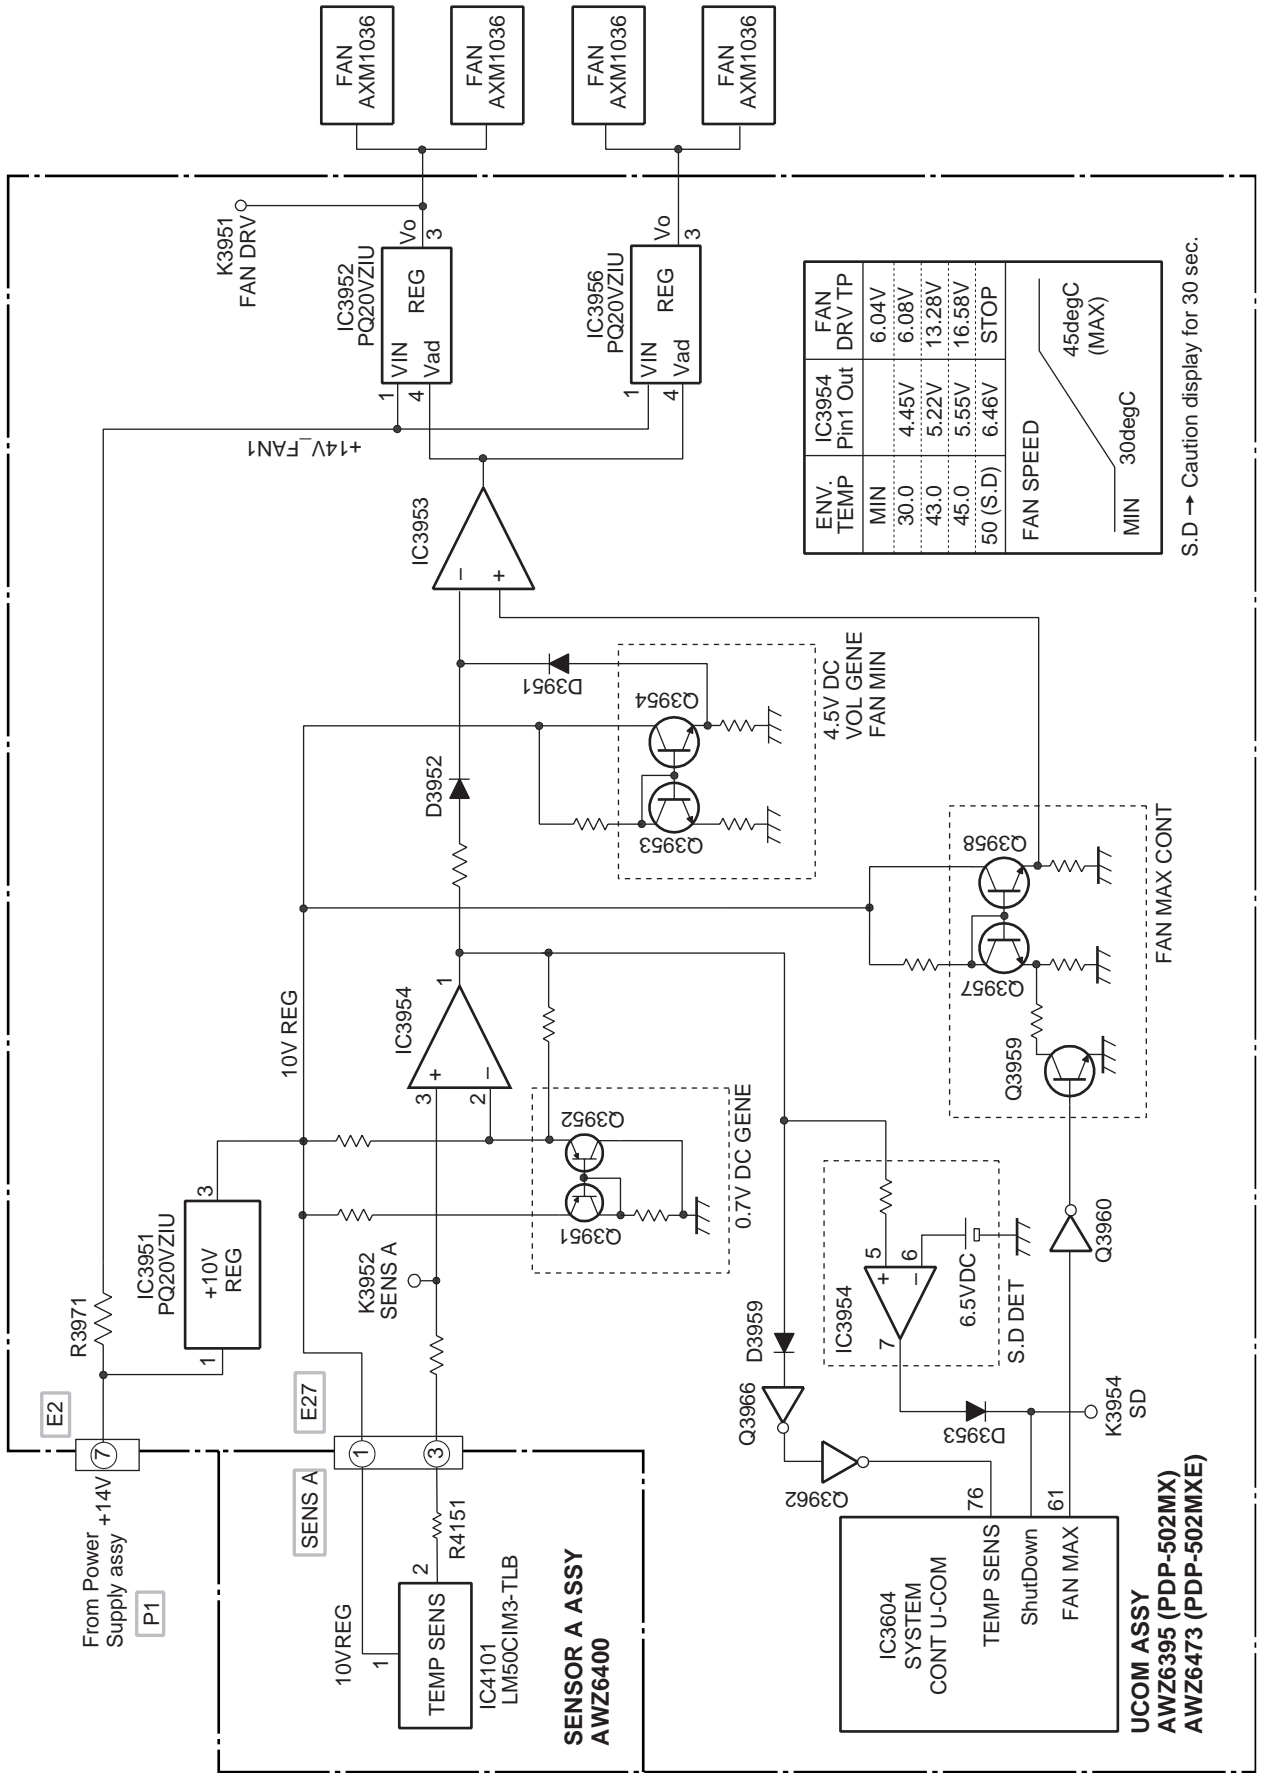 From Power
Supply assy
+14V
P1
7
E2
R3971
IC3951
PQ20VZIU
+10V
REG
1
3
10V REG
+14V_FAN1
K3951
FAN DRV
IC3952
PQ20VZIU
VIN
Vad
REG
Vo
1
4
3
IC3956
PQ20VZIU
VIN
Vad
REG
Vo
1
4
3
FAN
AXM1036
FAN
AXM1036
FAN
AXM1036
FAN
AXM1036
SENS A
E27
1
3
10VREG
1
TEMP SENS
2
R4151
IC4101
LM50CIM3-TLB
SENSOR A ASSY
AWZ6400
K3952
SENS A
IC3954
3
2
+
−
1
Q3951
Q3952
0.7V DC GENE
D3952
D3951
IC3953
−
+
Q3953
Q3954
4.5V DC
VOL GENE
FAN MIN
D3959
Q3966
Q3962
IC3954
5
6
+
−
7
6.5VDC
S.D DET
D3953
K3954
SD
Q3960
Q3959
Q3957
Q3958
FAN MAX CONT
IC3604
SYSTEM
CONT U-COM
TEMP SENS
ShutDown
FAN MAX
76
61
UCOM ASSY
AWZ6395 (PDP-502MX)
AWZ6473 (PDP-502MXE)
ENV.
TEMP
IC3954
Pin1 Out
FAN
DRV TP
MIN 6.04V
30.0 4.45V 6.08V
43.0 5.22V 13.28V
45.0 5.55V 16.58V
50 (S.D) 6.46V STOP
FAN SPEED
MIN
30degC
45degC
(MAX)
S.D → Caution display for 30 sec.